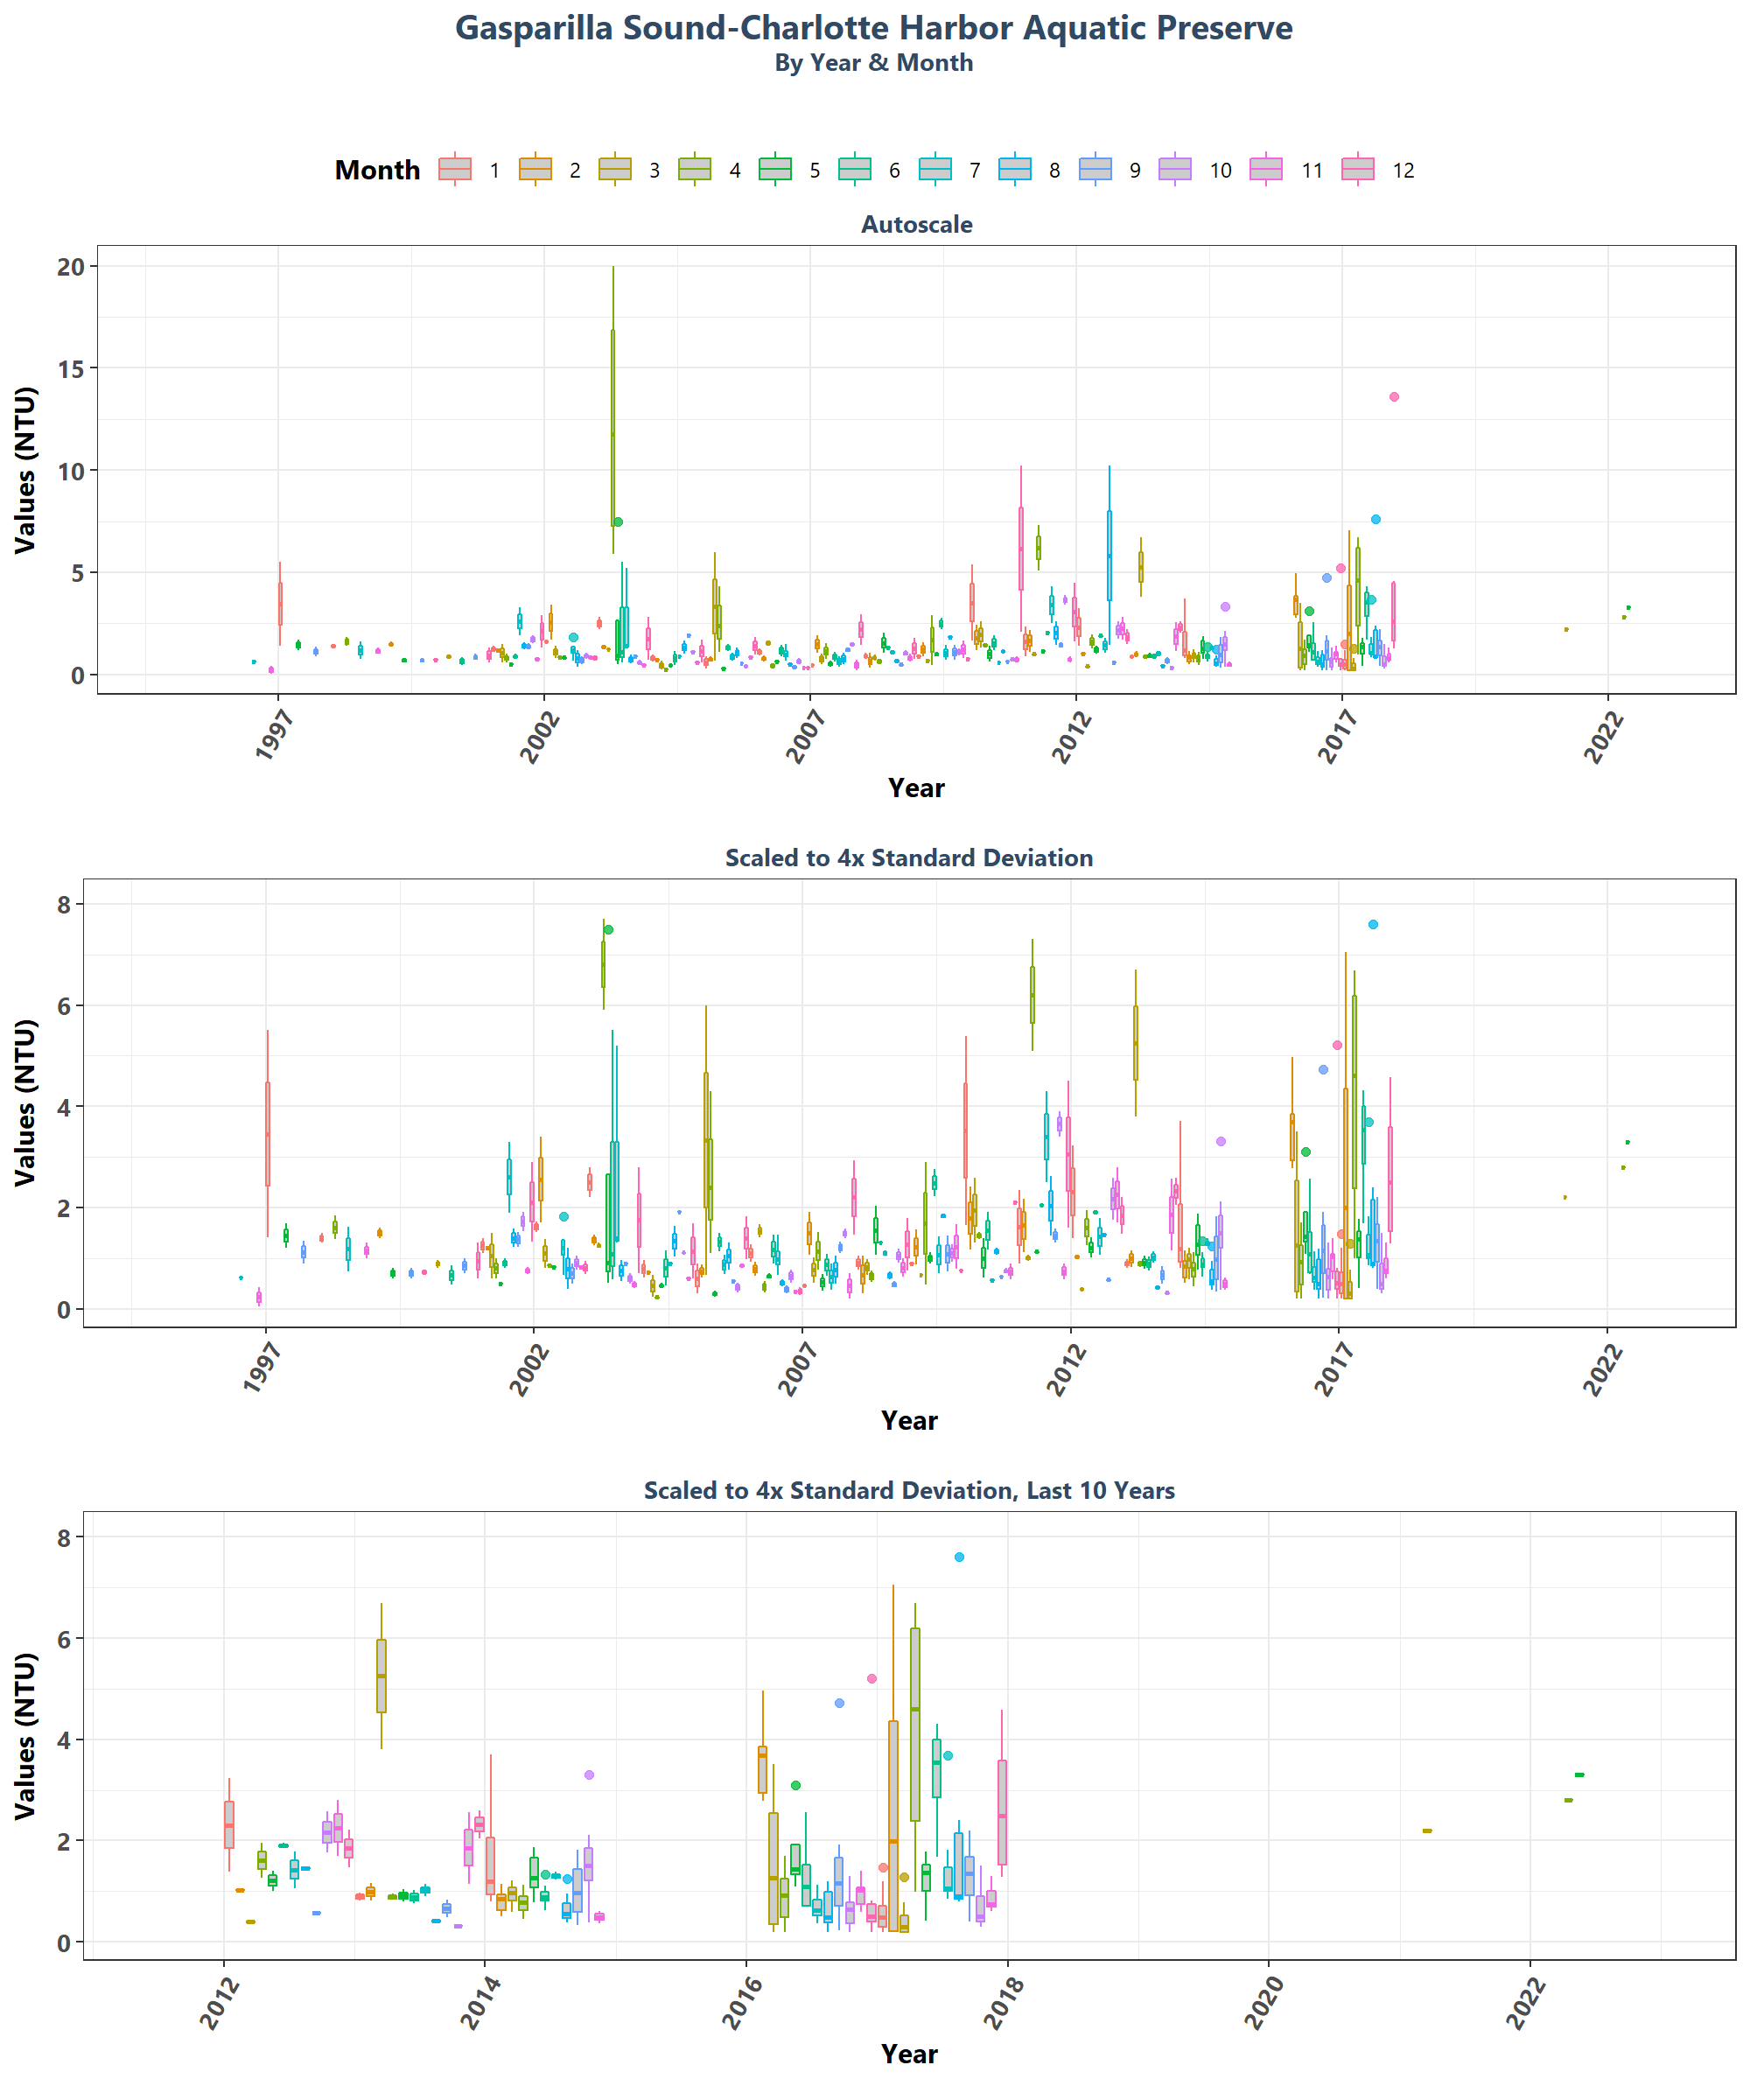 Gasparilla Sound-Charlotte Harbor Aquatic Preserve
By Year & Month
Month 1 2 3 4 5 6 7 8 9 10 11 12
Autoscale
Values (NTU)
20
15
10
5
0
1997 2002 2007 2012 2017 2022
Year
Scaled to 4x Standard Deviation
Values (NTU)
8
6
4
2
0
1997 2002 2007 2012 2017 2022
Year
Scaled to 4x Standard Deviation, Last 10 Years
Values (NTU)
8
6
4
2
0
2012 2014 2016 2018 2020 2022
Year